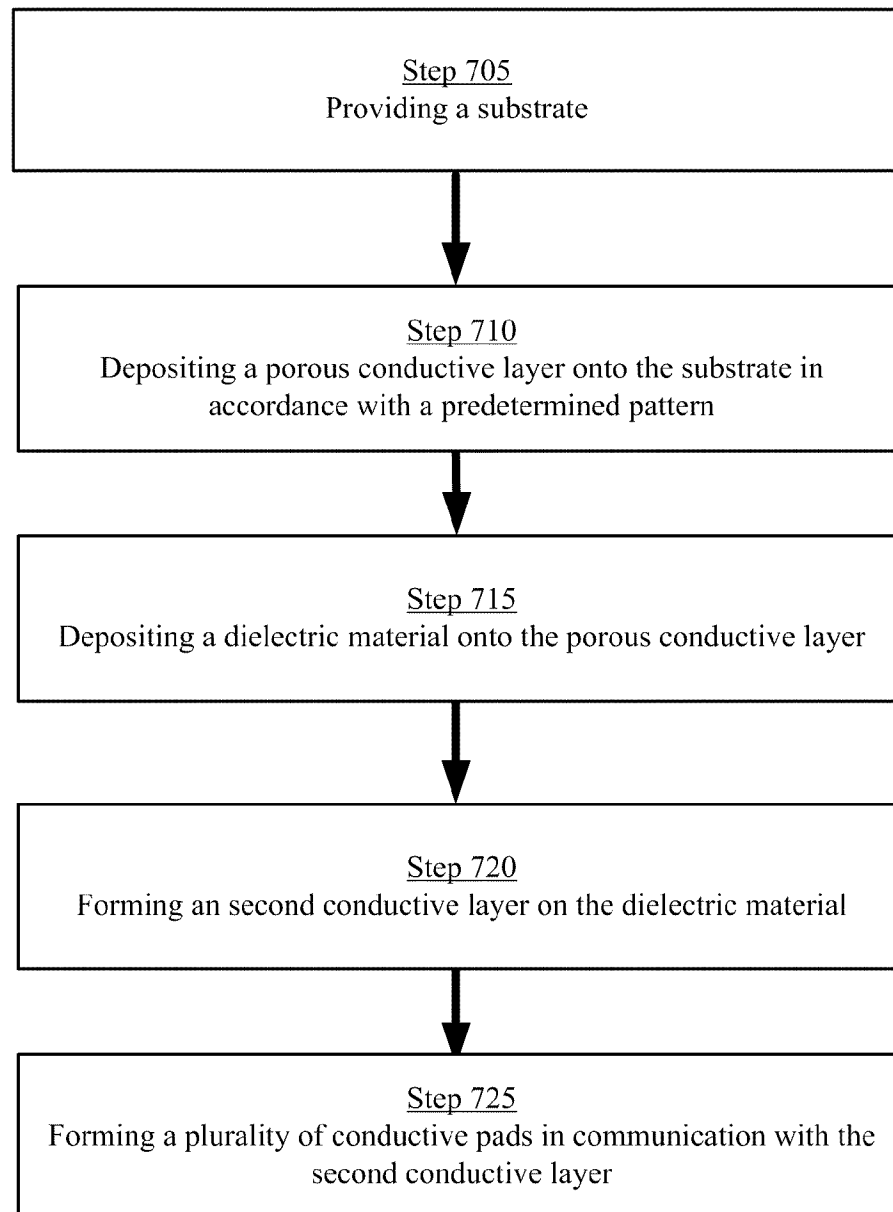 Step 705
Providing a substrate
Step 710
Depositing a porous conductive layer onto the substrate in
accordance with a predetermined pattern
Step 715
Depositing a dielectric material onto the porous conductive layer
Step 720
Forming an second conductive layer on the dielectric material
Step 725
Forming a plurality of conductive pads in communication with the
second conductive layer